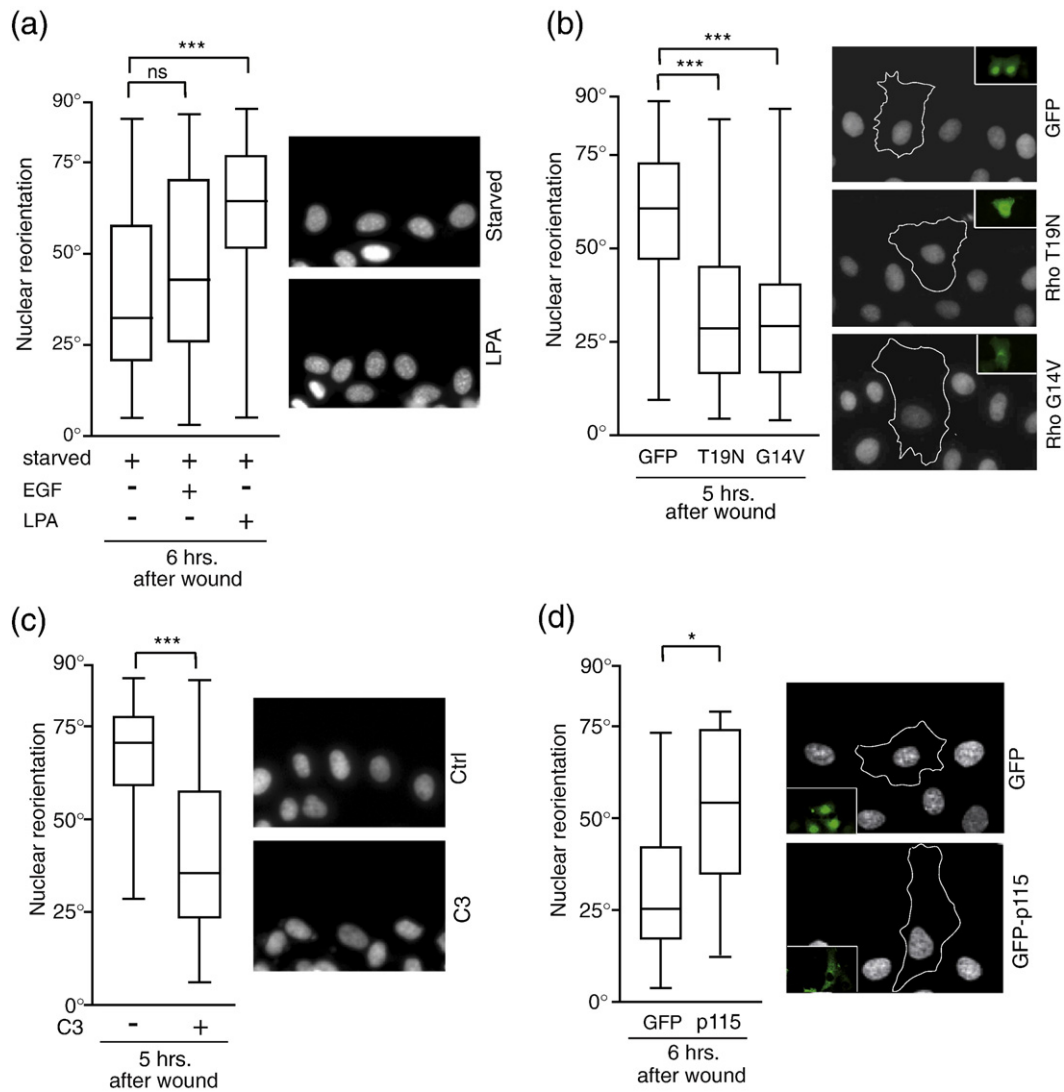 (a)
***
ns
90°
75°
50°
25°
0°
Nuclear reorientation
starved + + +
EGF - + -
LPA - - +
6 hrs.
after wound
Starved
LPA
(b)
***
***
90°
75°
50°
25°
0°
Nuclear reorientation
GFP T19N G14V
5 hrs.
after wound
GFP
Rho T19N
Rho G14V
(c)
***
90°
75°
50°
25°
0°
Nuclear reorientation
C3 - +
5 hrs.
after wound
Ctrl
C3
(d)
*
90°
75°
50°
25°
0°
Nuclear reorientation
GFP p115
6 hrs.
after wound
GFP
GFP-p115